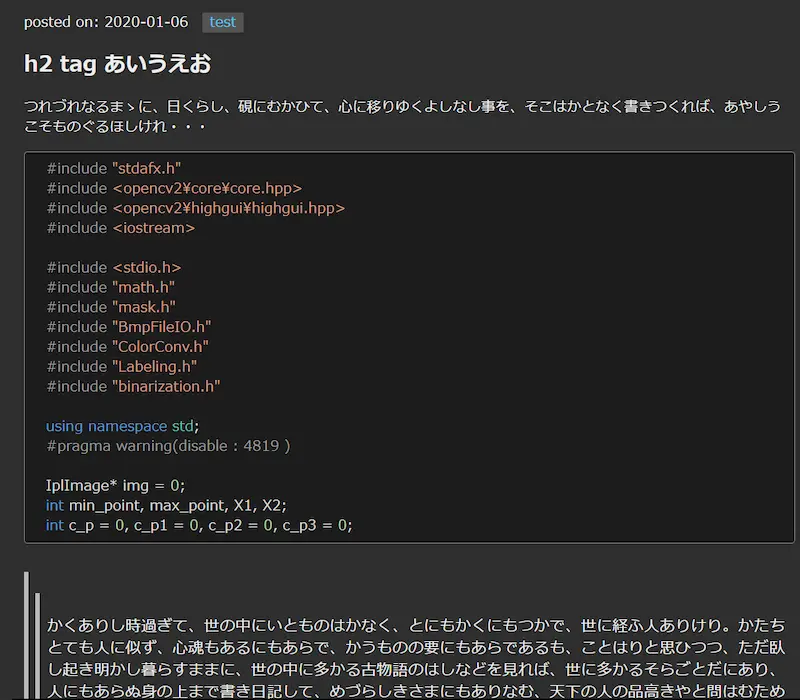 posted on: 2020-01-06 test
h2 tag あいうえお
つれづれなるまゝに、日くらし、硯にむかひて、心に移りゆくよしなし事を、そこはかとなく書きつくれば、あやしう
こそものぐるほしけれ・・・
#include "stdafx.h"
#include <opencv2¥core¥core.hpp>
#include <opencv2¥highgui¥highgui.hpp>
#include <iostream>
#include <stdio.h>
#include "math.h"
#include "mask.h"
#include "BmpFileIO.h"
#include "ColorConv.h"
#include "Labeling.h"
#include "binarization.h"
using namespace std;
#pragma warning(disable : 4819 )
IplImage* img = 0;
int min_point, max_point, X1, X2;
int c_p = 0, c_p1 = 0, c_p2 = 0, c_p3 = 0;
かくありし時過ぎて、世の中にいとものはかなく、とにもかくにもつかで、世に経ふ人ありけり。かたち
とても人に似ず、心魂もあるにもあらで、かうものの要にもあらであるも、ことはりと思ひつつ、ただ臥
し起き明かし暮らすままに、世の中に多かる古物語のはしなどを見れば、世に多かるそらごとだにあり、
人にもあらぬ身の上まで書き日記して、めづらしきさまにもありなむ、天下の人の品高きやと問はむため